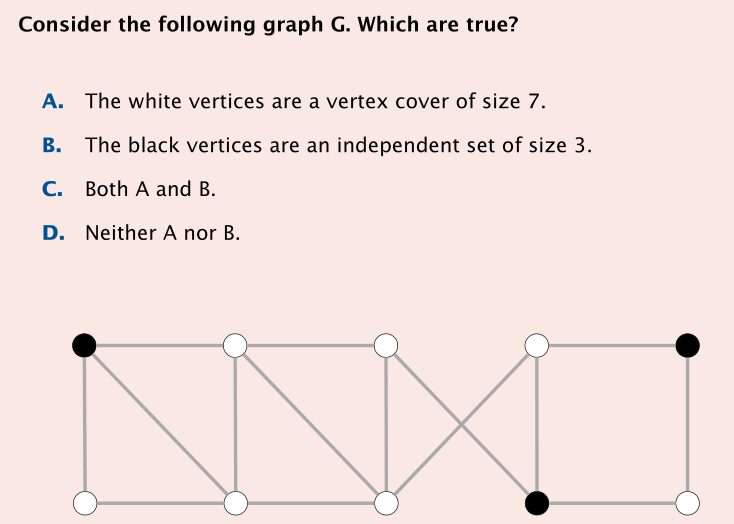 Consider the following graph G. Which are true?
A. The white vertices are a vertex cover of size 7.
B. The black vertices are an independent set of size 3.
C. Both A and B.
D. Neither A nor B.